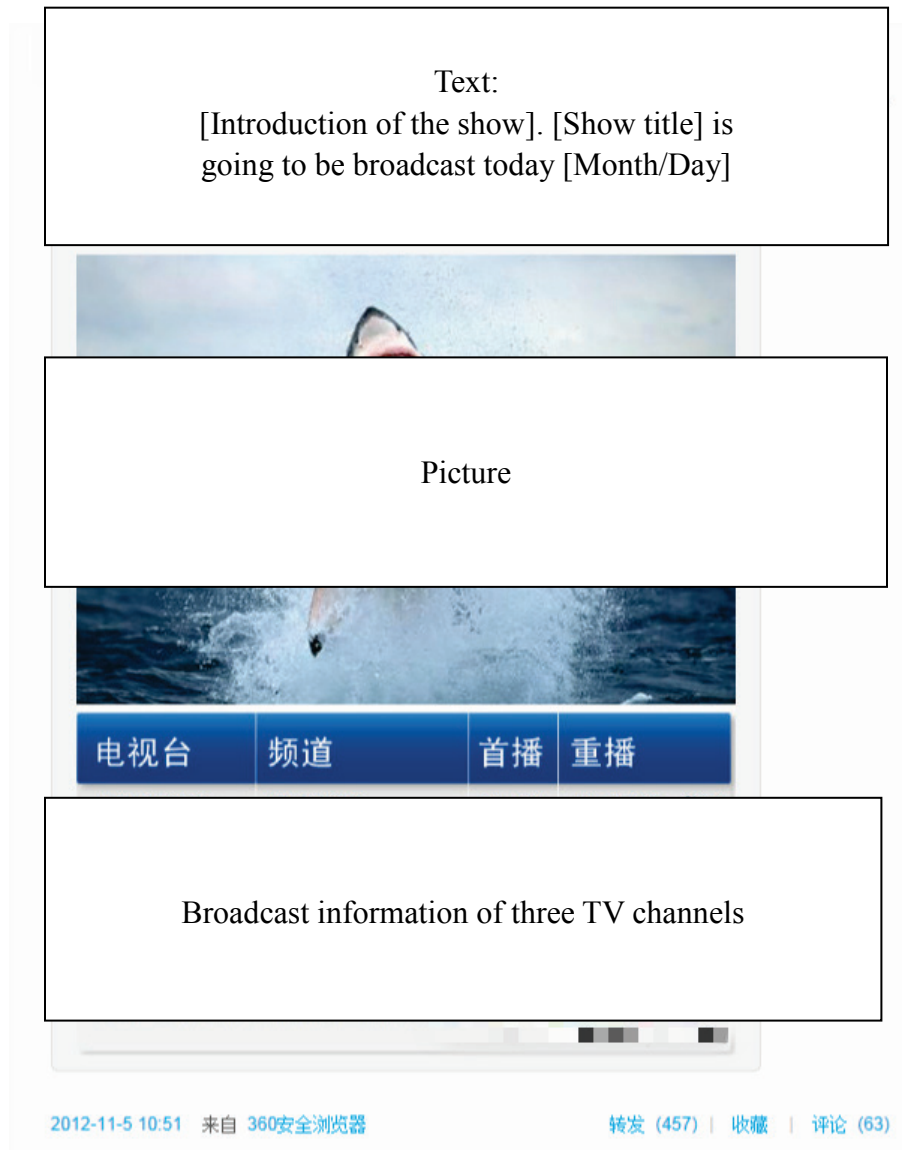 Text:
[Introduction of the show]. [Show title] is
going to be broadcast today [Month/Day]
Picture
电视台 频道 首播 重播
Broadcast information of three TV channels
2012-11-5 10:51 来自 360安全浏览器 转发 (457) | 收藏 | 评论 (63)